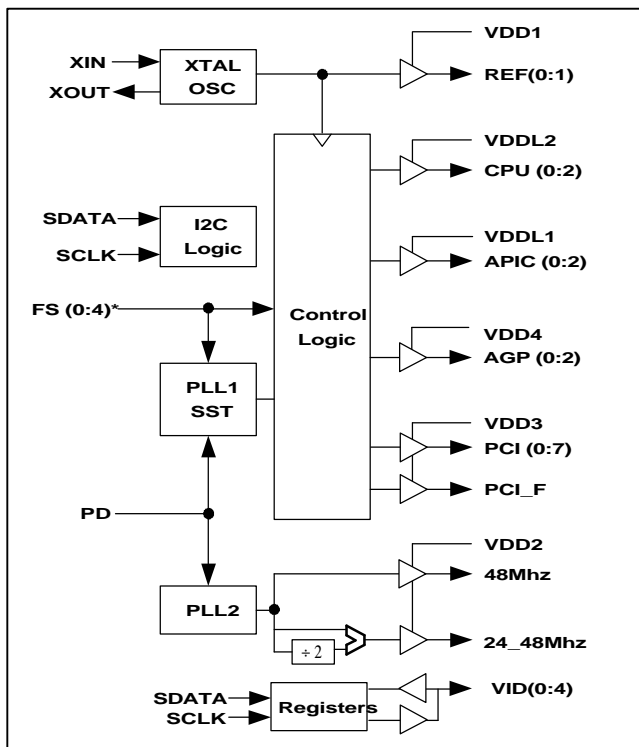 VDD1
XIN
XTAL
OSC
REF(0:1)
XOUT
VDDL2
CPU (0:2)
SDATA
I2C
Logic
SCLK
VDDL1
APIC (0:2)
FS (0:4)*
Control
Logic
VDD4
AGP (0:2)
PLL1
SST
VDD3
PCI (0:7)
PCI_F
PD
VDD2
48Mhz
PLL2
÷ 2
24_48Mhz
SDATA
Registers
SCLK
VID(0:4)